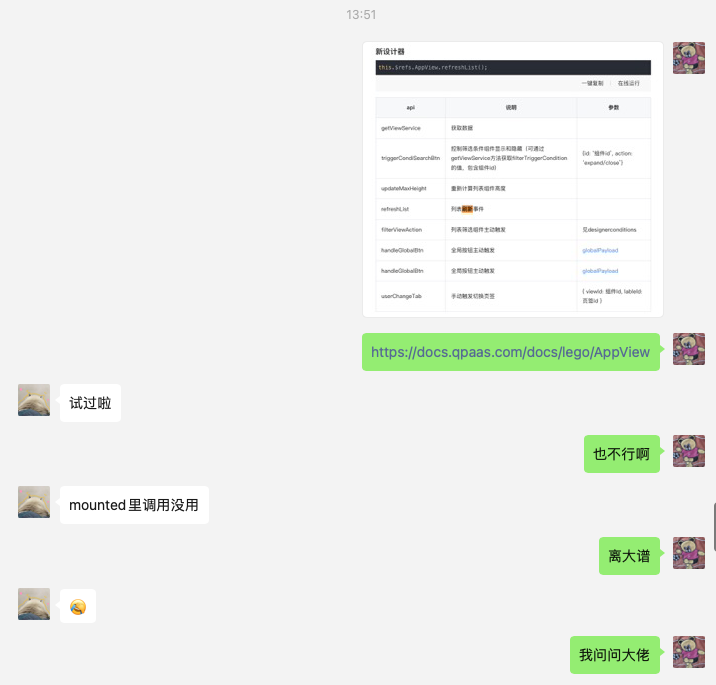 13:51
新设计器
this.$refs.AppView.refreshList();
一键复制 在线运行
api 说明 参数
getViewService 获取数据
控制筛选条件组件显示和隐藏（可通过
triggerCondiSearchBtn getViewService方法获取filterTriggerCondition [id: '组件id', action:
的值，包含组件id) 'expand/close']
updateMaxHeight 重新计算列表组件高度
refreshList 列表刷新事件
filterViewAction 列表筛选组件主动触发 见designerconditions
handleGlobalBtn 全局按钮主动触发 globalPayload
handleGlobalBtn 全局按钮主动触发 globalPayload
userChangeTab 手动触发切换页签 { viewId: 组件Id, lableId:
页签id }
https://docs.qpaas.com/docs/lego/AppView
试过啦
也不行啊
mounted里调用没用
离大谱
我问问大佬